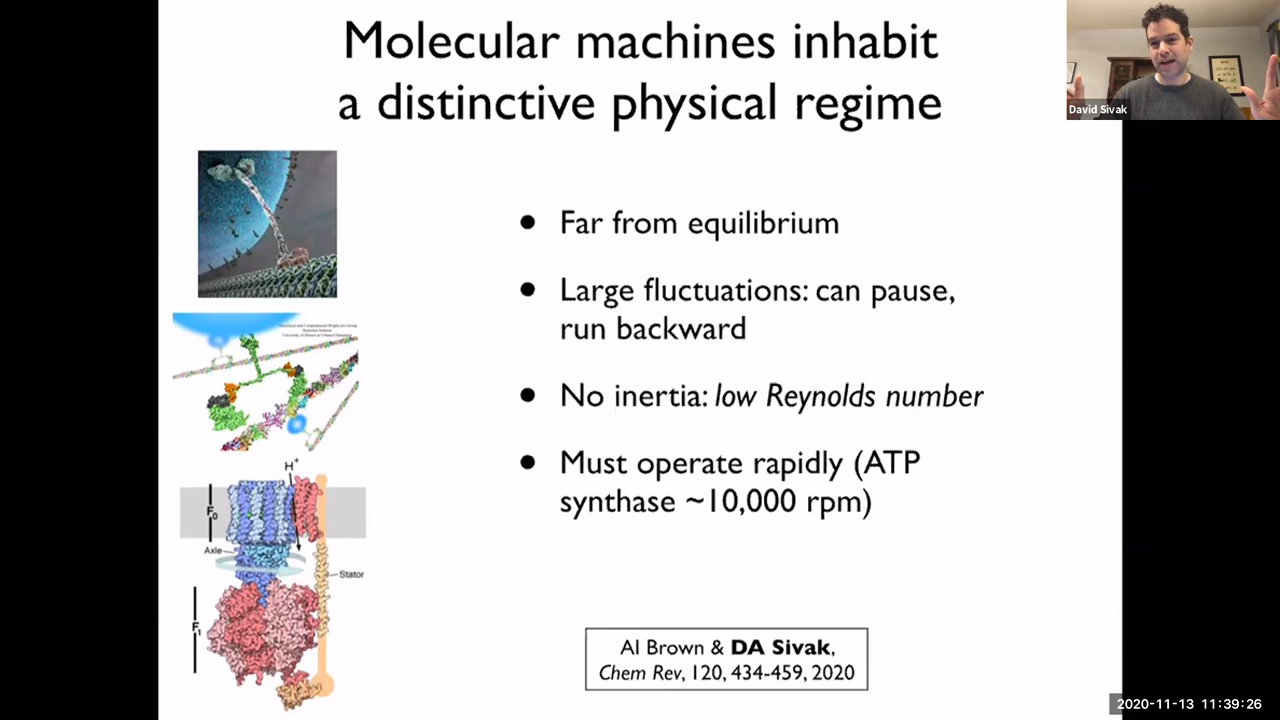 Molecular machines inhabit
a distinctive physical regime
David Sivak
● Far from equilibrium
● Large fluctuations: can pause,
run backward
● No inertia: low Reynolds number
● Must operate rapidly (ATP
synthase ~10,000 rpm)
H+
F0
Axle
Stator
F1
AI Brown & DA Sivak,
Chem Rev, 120, 434-459, 2020
2020-11-13 11:39:26